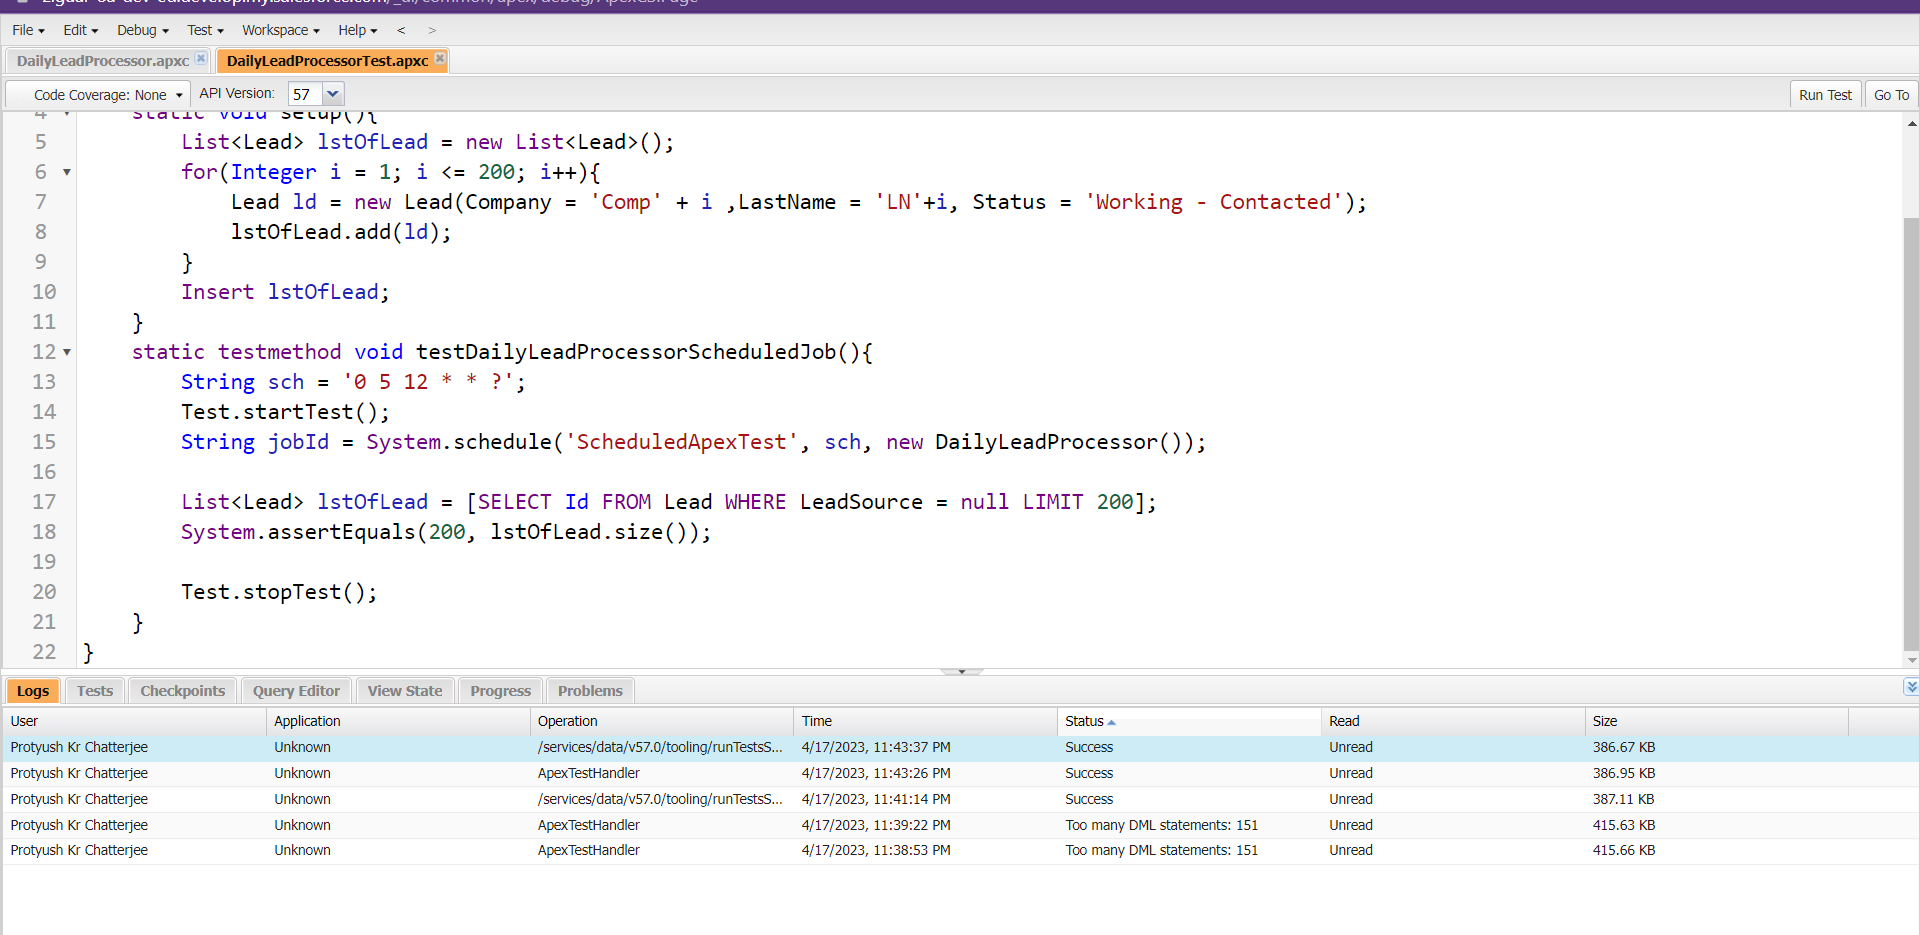 File Edit Debug Test Workspace Help < >
DailyLeadProcessor.apxc DailyLeadProcessorTest.apxc
Code Coverage: None API Version: 57 Run Test Go To
4 static void setup(){
5 List<Lead> lstOfLead = new List<Lead>();
6 for(Integer i = 1; i <= 200; i++){
7 Lead ld = new Lead(Company = 'Comp' + i ,LastName = 'LN'+i, Status = 'Working - Contacted');
8 lstOfLead.add(ld);
9 }
10 Insert lstOfLead;
11 }
12 static testmethod void testDailyLeadProcessorScheduledJob(){
13 String sch = '0 5 12 * * ?';
14 Test.startTest();
15 String jobId = System.schedule('ScheduledApexTest', sch, new DailyLeadProcessor());
16
17 List<Lead> lstOfLead = [SELECT Id FROM Lead WHERE LeadSource = null LIMIT 200];
18 System.assertEquals(200, lstOfLead.size());
19
20 Test.stopTest();
21 }
22 }
Logs Tests Checkpoints Query Editor View State Progress Problems
User Application Operation Time Status Read Size
Protyush Kr Chatterjee Unknown /services/data/v57.0/tooling/runTestsS... 4/17/2023, 11:43:37 PM Success Unread 386.67 KB
Protyush Kr Chatterjee Unknown ApexTestHandler 4/17/2023, 11:43:26 PM Success Unread 386.95 KB
Protyush Kr Chatterjee Unknown /services/data/v57.0/tooling/runTestsS... 4/17/2023, 11:41:14 PM Success Unread 387.11 KB
Protyush Kr Chatterjee Unknown ApexTestHandler 4/17/2023, 11:39:22 PM Too many DML statements: 151 Unread 415.63 KB
Protyush Kr Chatterjee Unknown ApexTestHandler 4/17/2023, 11:38:53 PM Too many DML statements: 151 Unread 415.66 KB